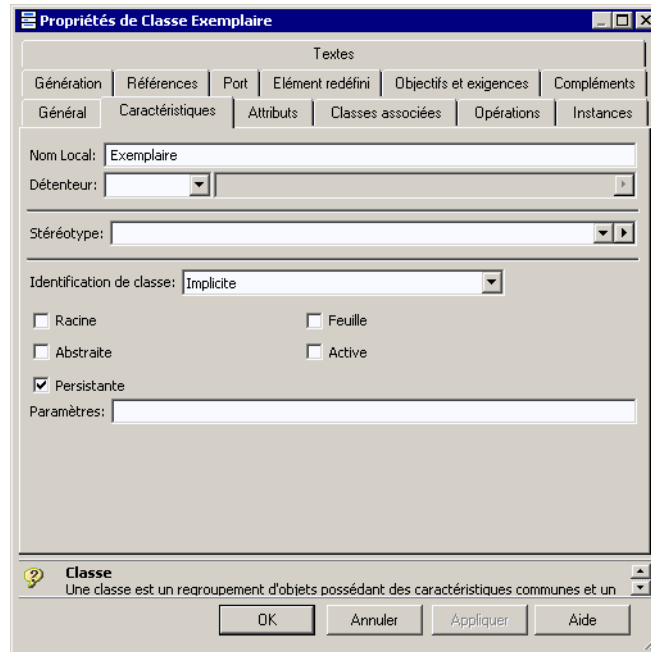 Propriétés de Classe Exemplaire
Textes
Génération Références Port Elément redéfini Objectifs et exigences Compléments
Général Caractéristiques Attributs Classes associées Opérations Instances
Nom Local: Exemplaire
Détenteur:
Stéréotype:
Identification de classe: Implicite
Racine Feuille
Abstraite Active
Persistante
Paramètres:
Classe
Une classe est un regroupement d'objets possédant des caractéristiques communes et un
OK Annuler Appliquer Aide